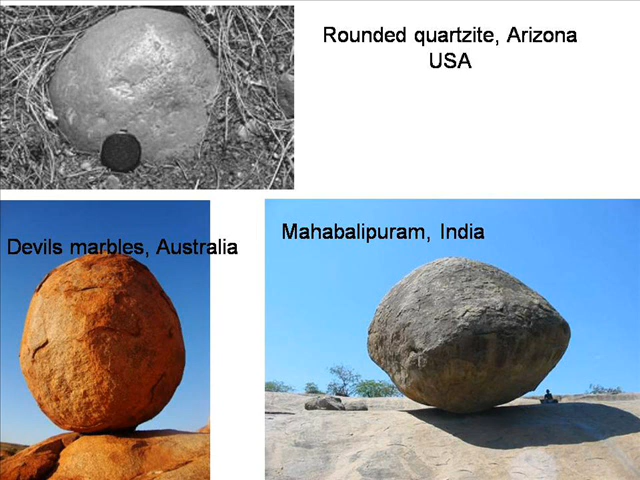 Rounded quartzite, Arizona
USA
Devils marbles, Australia
Mahabalipuram, India